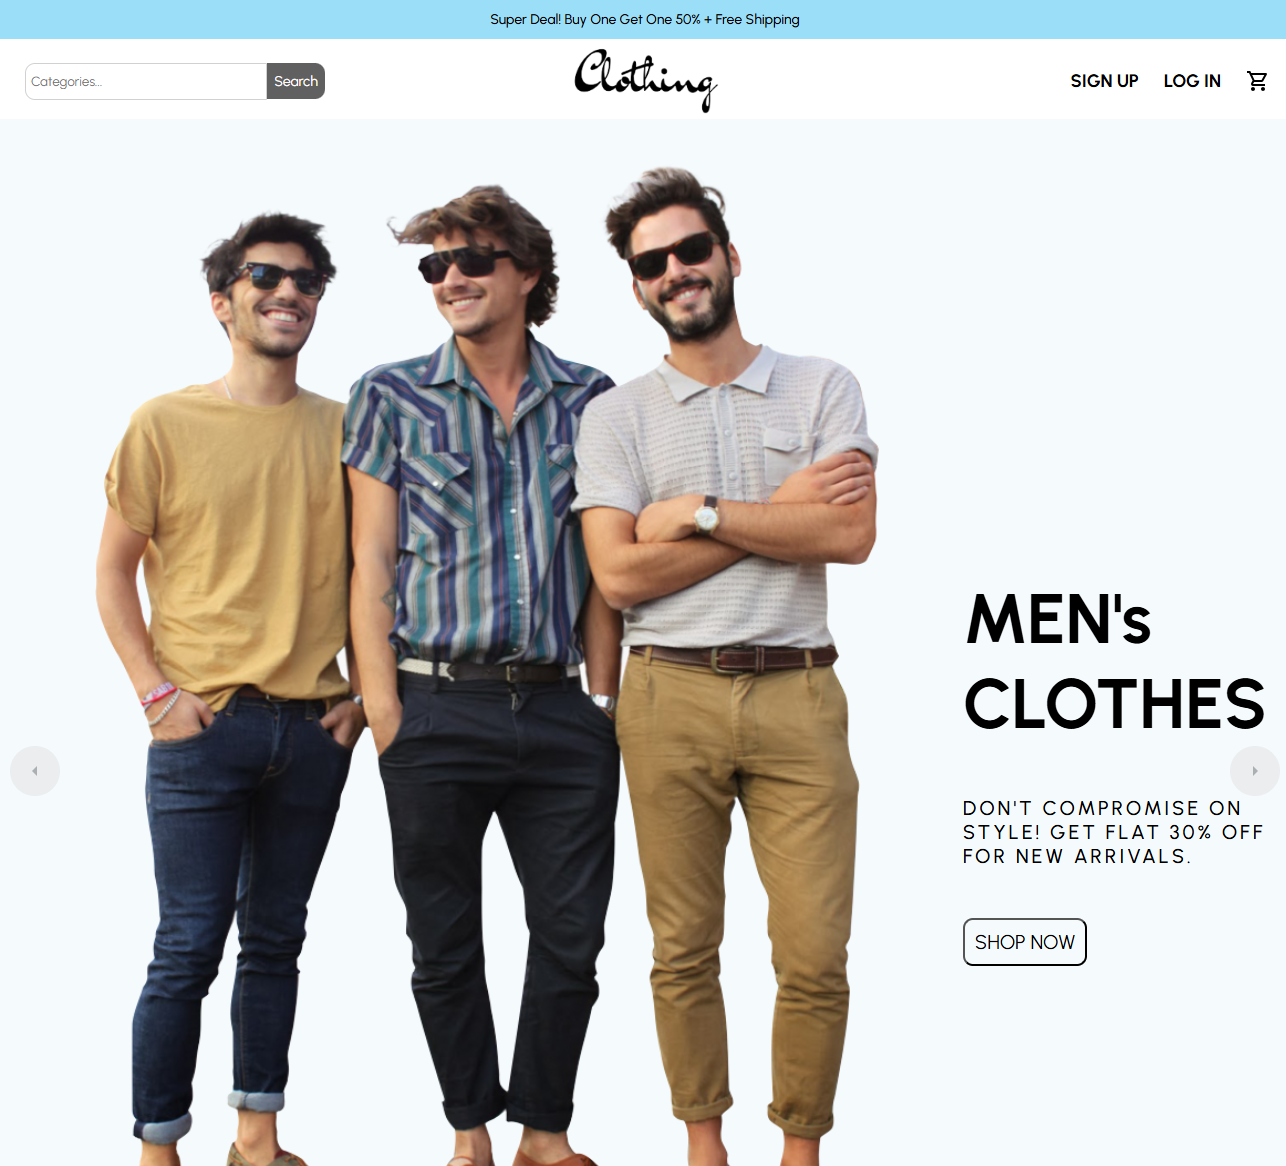 Super Deal! Buy One Get One 50% + Free Shipping
Categories...
Search
Clothing
SIGN UP
LOG IN
MEN's
CLOTHES
DON'T COMPROMISE ON
STYLE! GET FLAT 30% OFF
FOR NEW ARRIVALS.
SHOP NOW